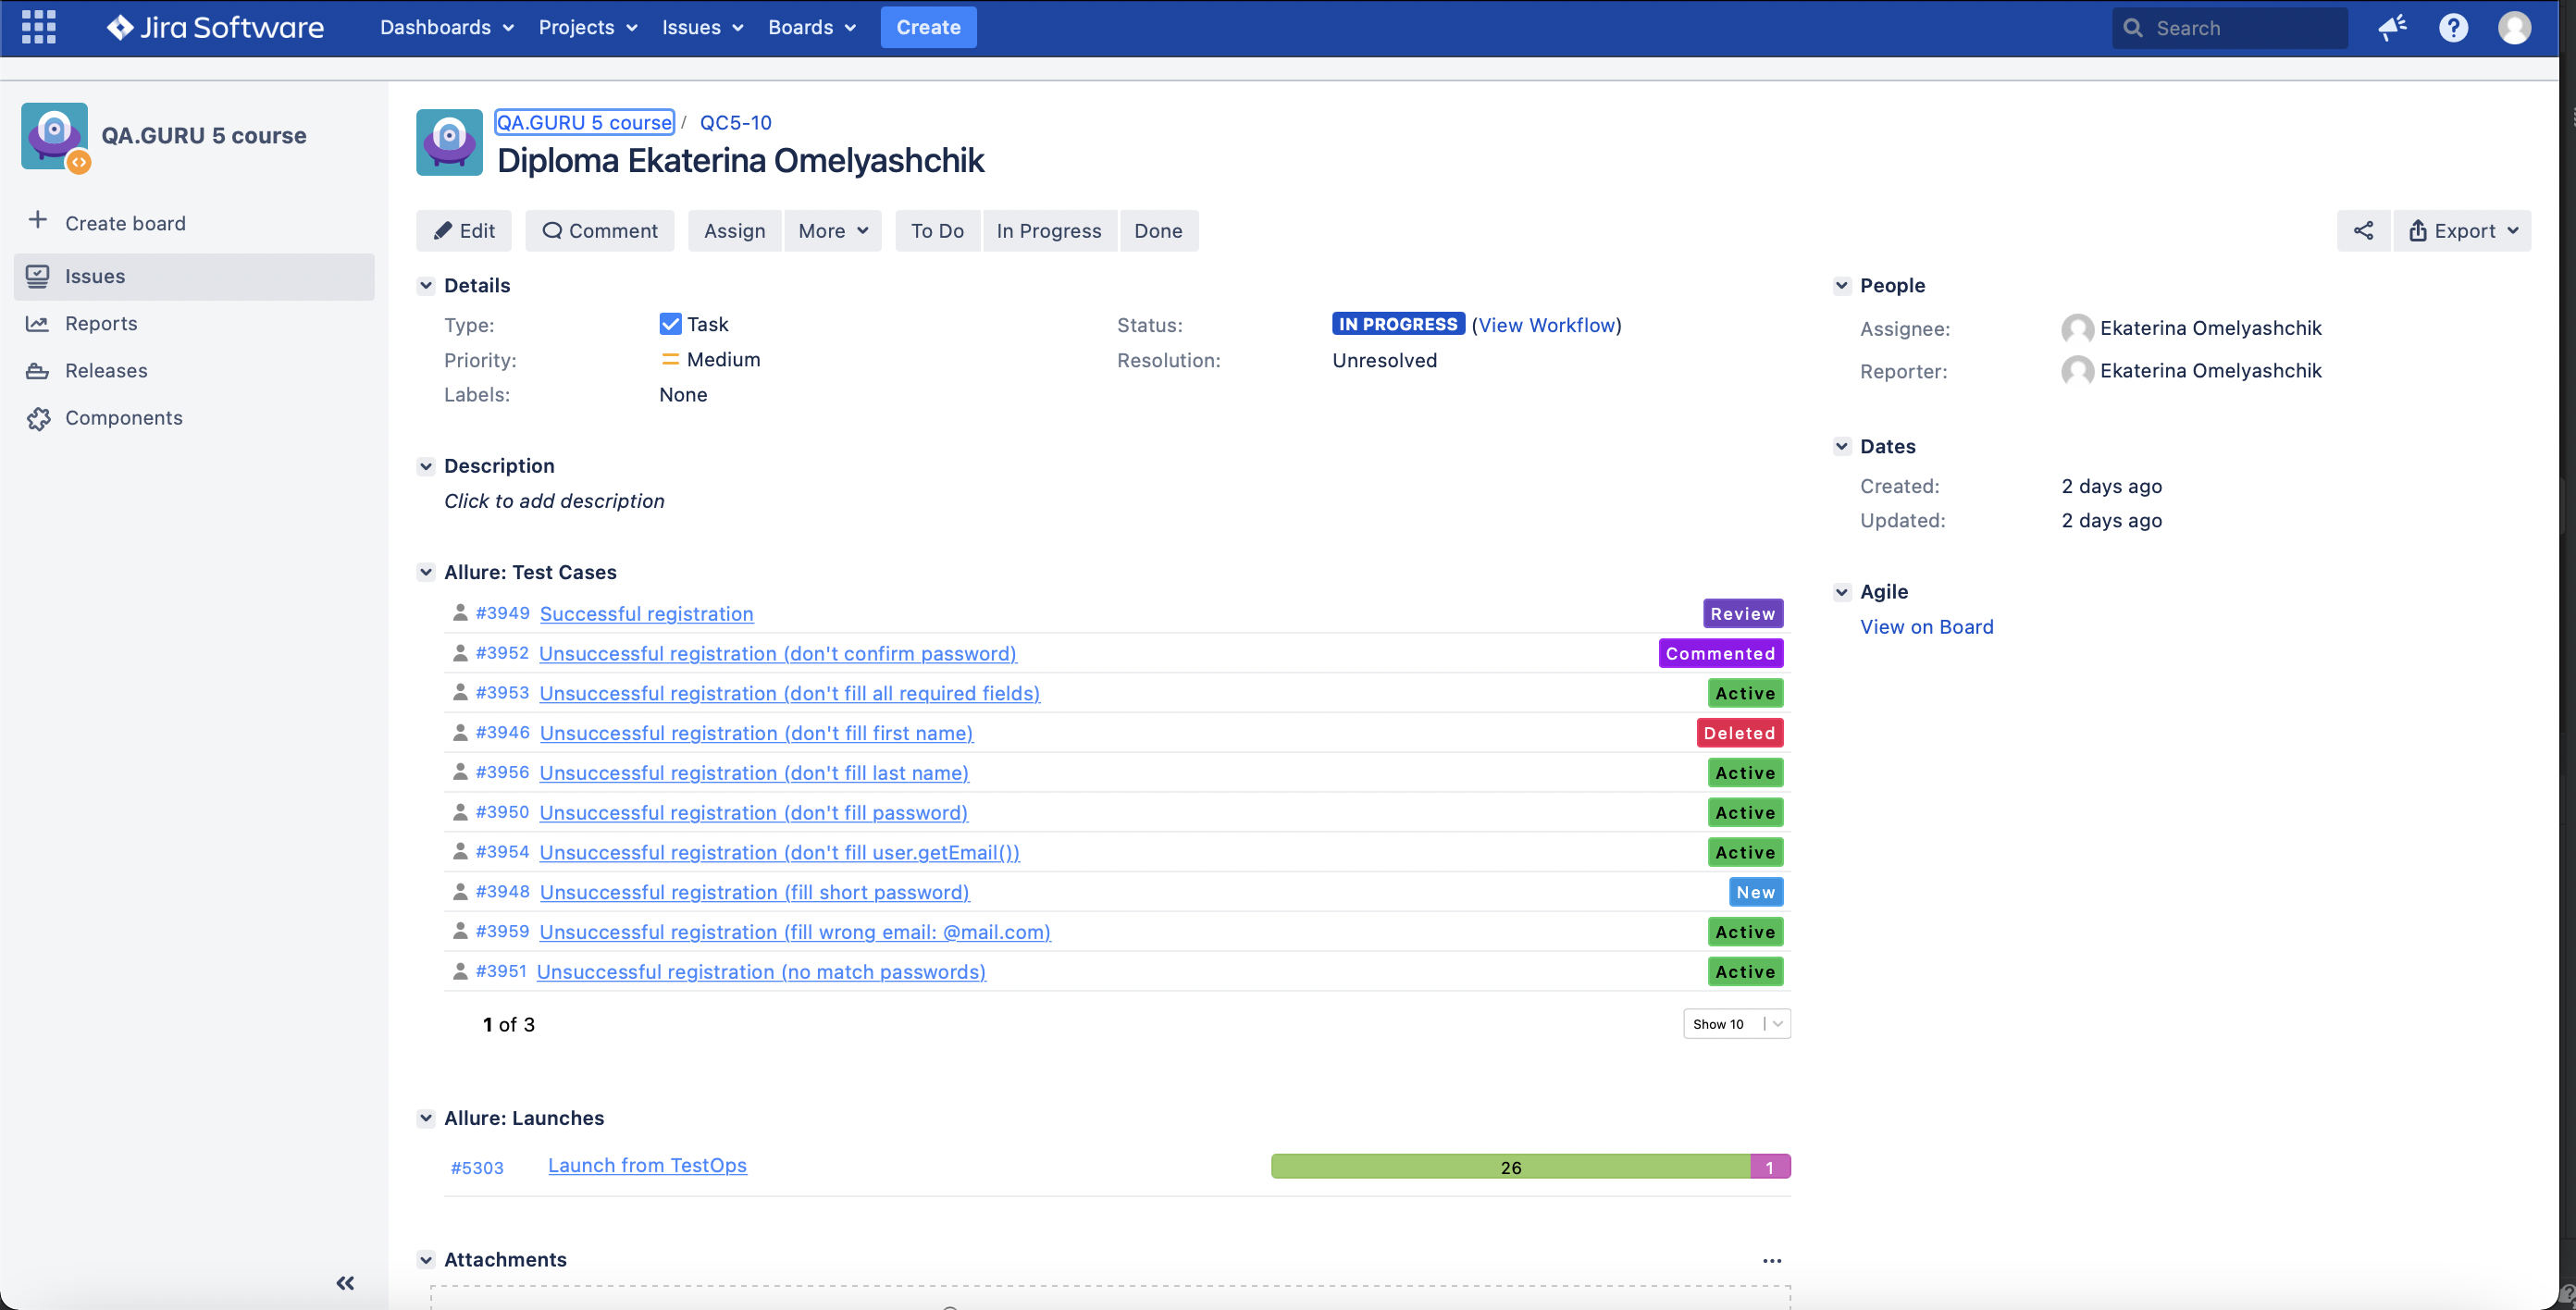 Jira Software Dashboards Projects Issues Boards Create Search
QA.GURU 5 course
Create board
Issues
Reports
Releases
Components
QA.GURU 5 course / QC5-10
Diploma Ekaterina Omelyashchik
Edit Comment Assign More To Do In Progress Done Export
Details
Type: Task Status: IN PROGRESS (View Workflow)
Priority: Medium Resolution: Unresolved
Labels: None
Description
Click to add description
Allure: Test Cases
#3949 Successful registration Review
#3952 Unsuccessful registration (don't confirm password) Commented
#3953 Unsuccessful registration (don't fill all required fields) Active
#3946 Unsuccessful registration (don't fill first name) Deleted
#3956 Unsuccessful registration (don't fill last name) Active
#3950 Unsuccessful registration (don't fill password) Active
#3954 Unsuccessful registration (don't fill user.getEmail()) Active
#3948 Unsuccessful registration (fill short password) New
#3959 Unsuccessful registration (fill wrong email: @mail.com) Active
#3951 Unsuccessful registration (no match passwords) Active
1 of 3 Show 10
Allure: Launches
#5303 Launch from TestOps 26 1
Attachments
People
Assignee: Ekaterina Omelyashchik
Reporter: Ekaterina Omelyashchik
Dates
Created: 2 days ago
Updated: 2 days ago
Agile
View on Board